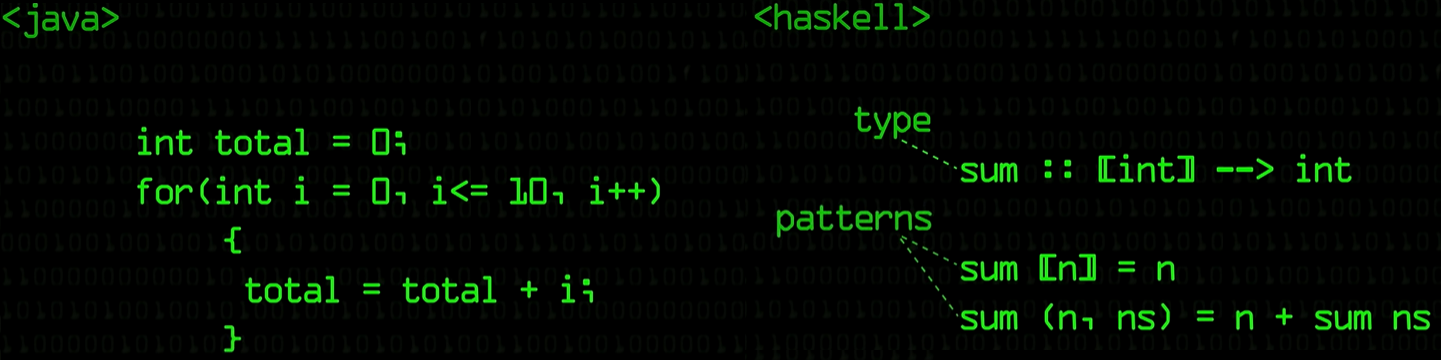 <java>
int total = 0;
for(int i = 0, i<= 10, i++)
{
total = total + i;
}
<haskell>
type
sum :: [int] --> int
patterns
sum [n] = n
sum (n, ns) = n + sum ns